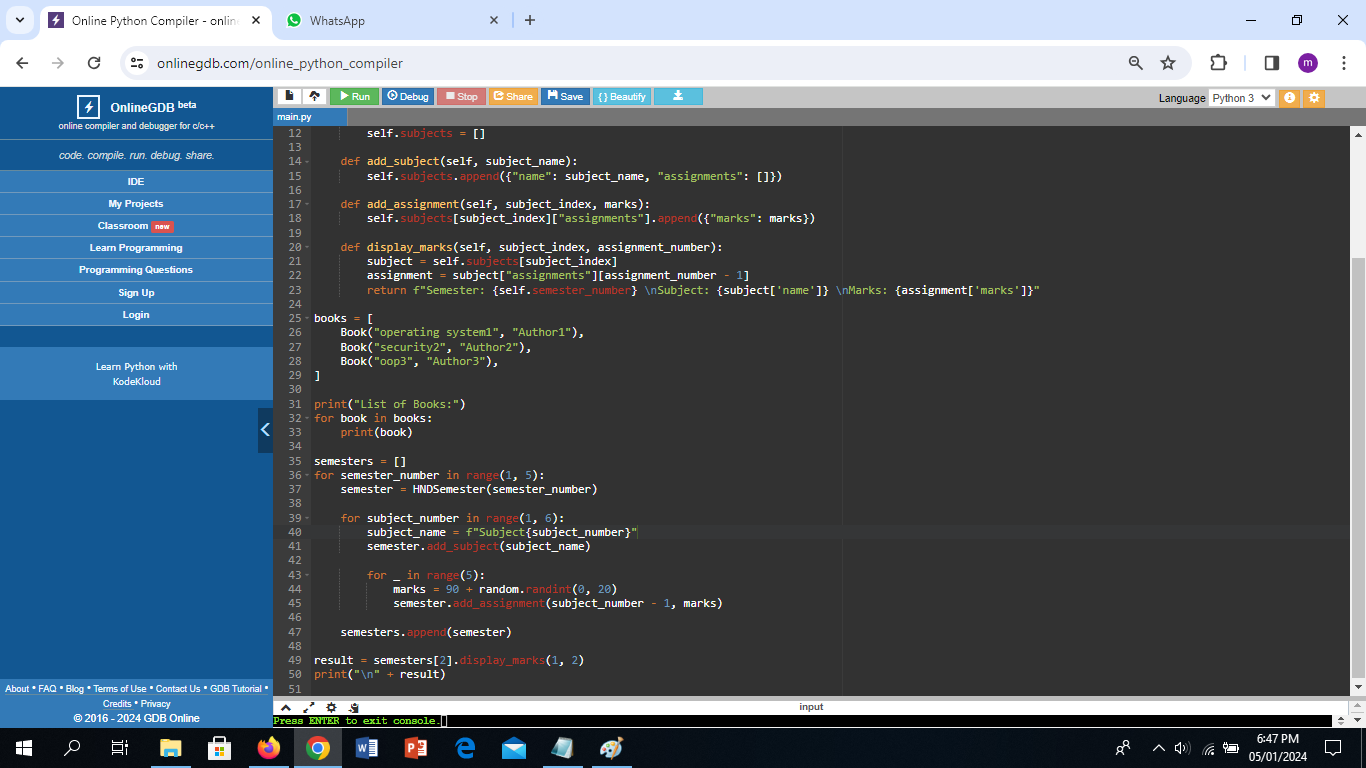 Online Python Compiler - online
WhatsApp
onlinegdb.com/online_python_compiler
m
OnlineGDB beta
online compiler and debugger for c/c++
code. compile. run. debug. share.
IDE
My Projects
Classroom new
Learn Programming
Programming Questions
Sign Up
Login
Learn Python with
KodeKloud
About • FAQ • Blog • Terms of Use • Contact Us • GDB Tutorial •
Credits • Privacy
© 2016 - 2024 GDB Online
Run Debug Stop Share Save { } Beautify
Language Python 3
main.py
12 self.subjects = []
13
14 def add_subject(self, subject_name):
15 self.subjects.append({"name": subject_name, "assignments": []})
16
17 def add_assignment(self, subject_index, marks):
18 self.subjects[subject_index]["assignments"].append({"marks": marks})
19
20 def display_marks(self, subject_index, assignment_number):
21 subject = self.subjects[subject_index]
22 assignment = subject["assignments"][assignment_number - 1]
23 return f"Semester: {self.semester_number} \nSubject: {subject['name']} \nMarks: {assignment['marks']}"
24
25 books = [
26 Book("operating system1", "Author1"),
27 Book("security2", "Author2"),
28 Book("oop3", "Author3"),
29 ]
30
31 print("List of Books:")
32 for book in books:
33 print(book)
34
35 semesters = []
36 for semester_number in range(1, 5):
37 semester = HNDSemester(semester_number)
38
39 for subject_number in range(1, 6):
40 subject_name = f"Subject{subject_number}"
41 semester.add_subject(subject_name)
42
43 for _ in range(5):
44 marks = 90 + random.randint(0, 20)
45 semester.add_assignment(subject_number - 1, marks)
46
47 semesters.append(semester)
48
49 result = semesters[2].display_marks(1, 2)
50 print("\n" + result)
51
input
Press ENTER to exit console.
6:47 PM
05/01/2024